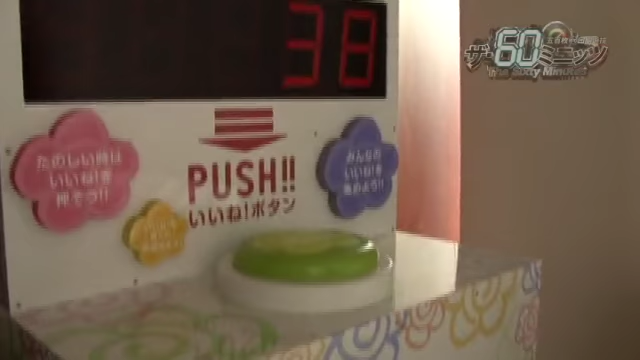 38
ザ・60ミニッツ
The Sixty Minutes
PUSH!!
いいね!ボタン
たのしい時は
いいね!を
押そう!!
みんなの
いいね!を
集めよう!!